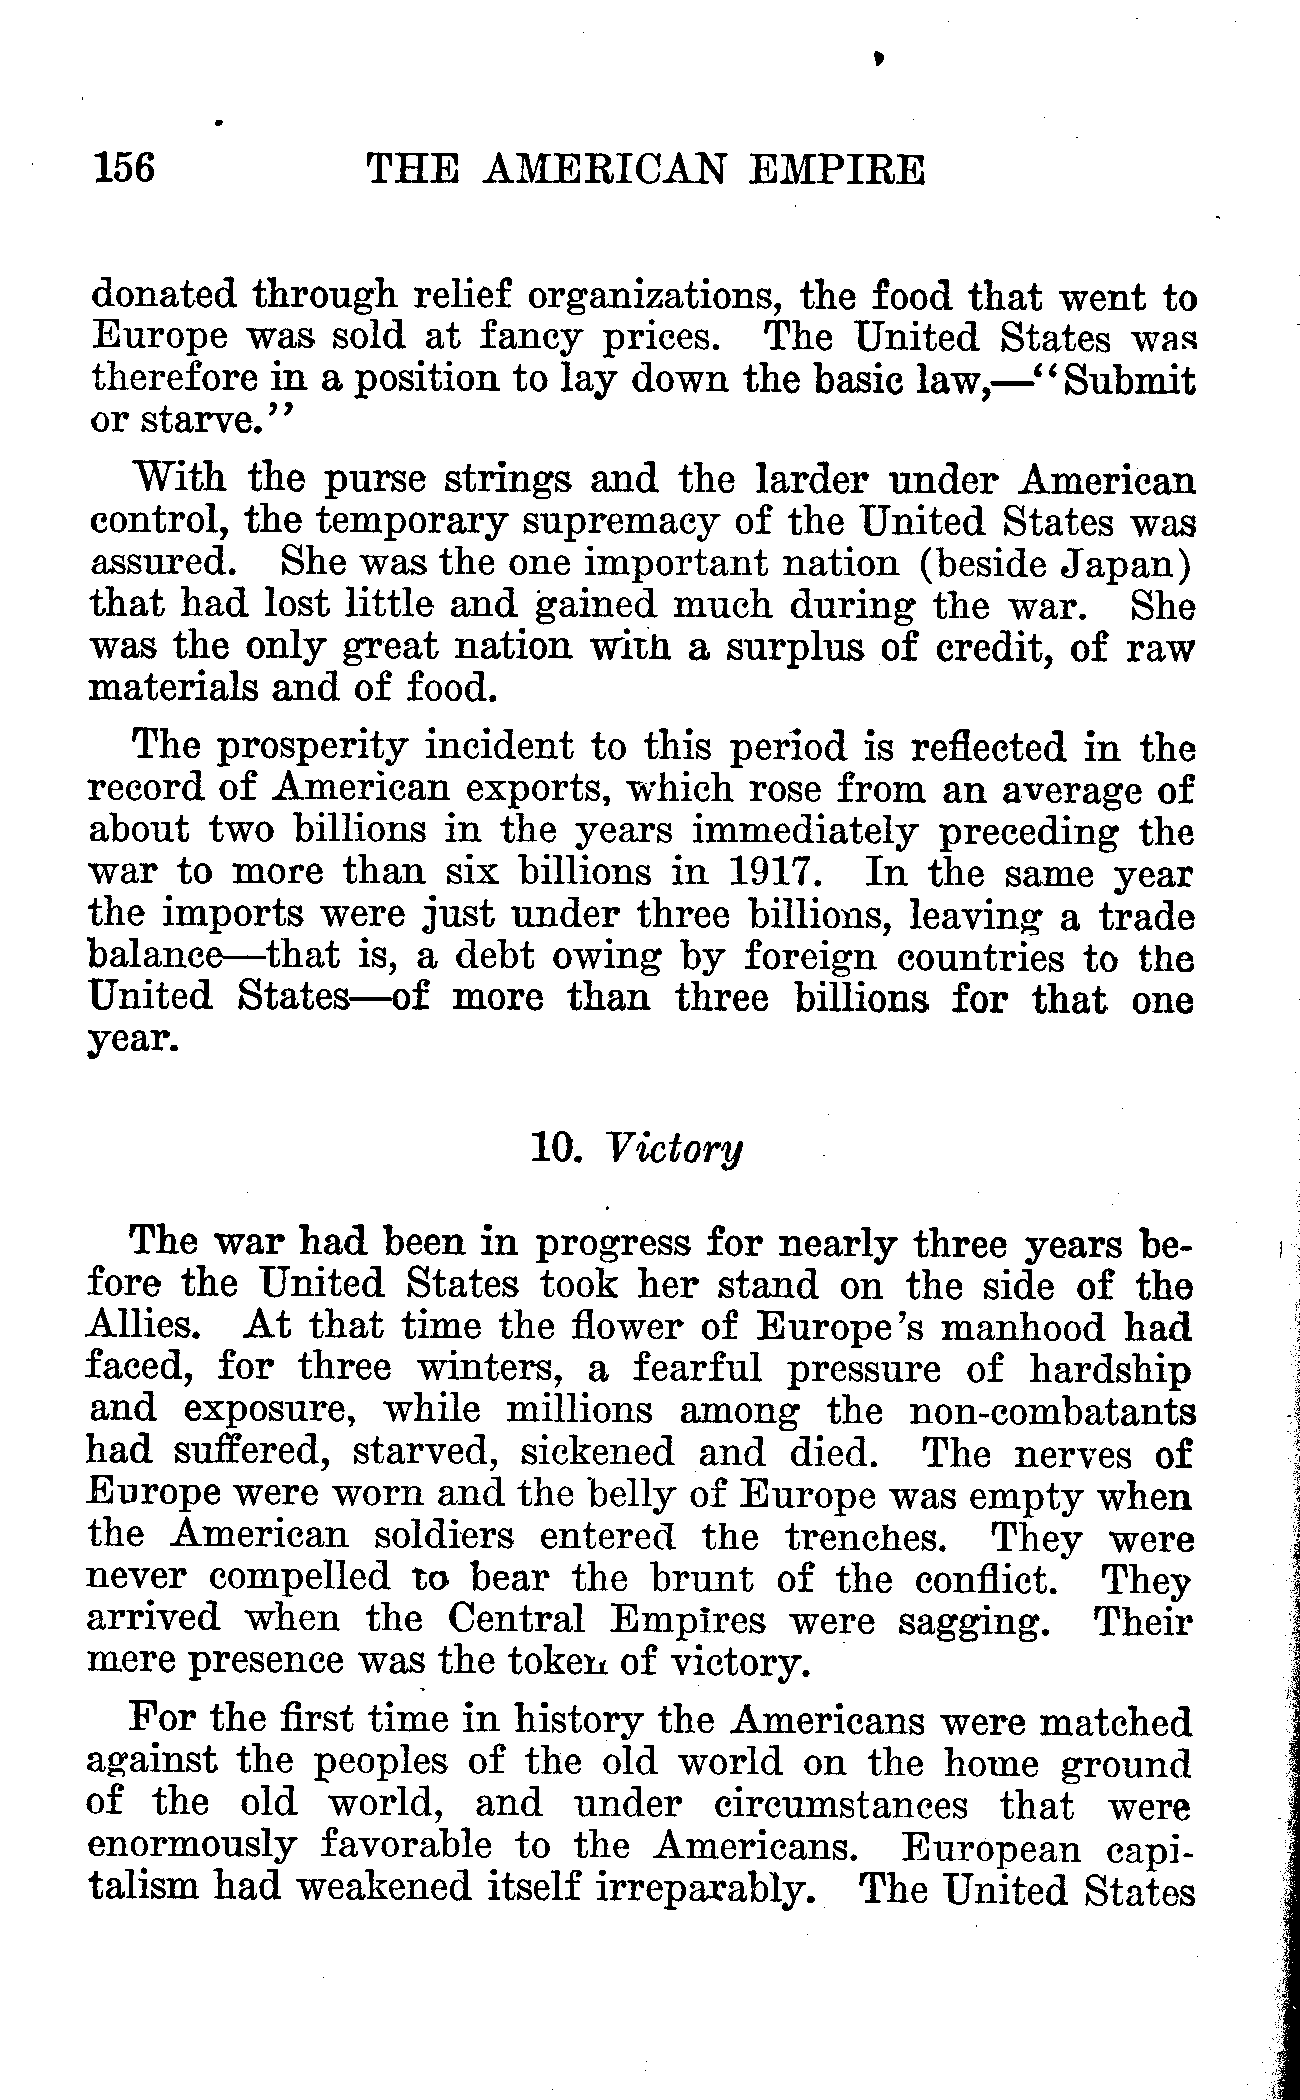 156 THE AMERICAN EMPIRE
donated through relief organizations, the food that went to
Europe was sold at fancy prices. The United States was
therefore in a position to lay down the basic law,—"Submit
or starve."
With the purse strings and the larder under American
control, the temporary supremacy of the United States was
assured. She was the one important nation (beside Japan)
that had lost little and gained much during the war. She
was the only great nation with a surplus of credit, of raw
materials and of food.
The prosperity incident to this period is reflected in the
record of American exports, which rose from an average of
about two billions in the years immediately preceding the
war to more than six billions in 1917. In the same year
the imports were just under three billions, leaving a trade
balance—that is, a debt owing by foreign countries to the
United States—of more than three billions for that one
year.
10. Victory
The war had been in progress for nearly three years be-
fore the United States took her stand on the side of the
Allies. At that time the flower of Europe's manhood had
faced, for three winters, a fearful pressure of hardship
and exposure, while millions among the non-combatants
had suffered, starved, sickened and died. The nerves of
Europe were worn and the belly of Europe was empty when
the American soldiers entered the trenches. They were
never compelled to bear the brunt of the conflict. They
arrived when the Central Empires were sagging. Their
mere presence was the token of victory.
For the first time in history the Americans were matched
against the peoples of the old world on the home ground
of the old world, and under circumstances that were
enormously favorable to the Americans. European capi-
talism had weakened itself irreparably. The United States